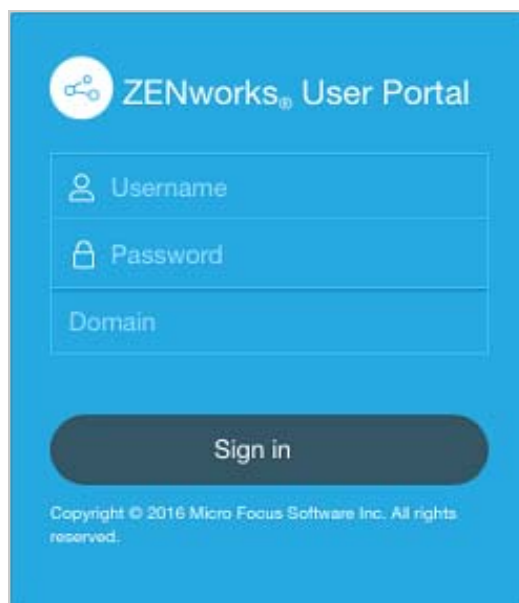 ZENworks® User Portal
Username
Password
Domain
Sign in
Copyright © 2016 Micro Focus Software Inc. All rights
reserved.